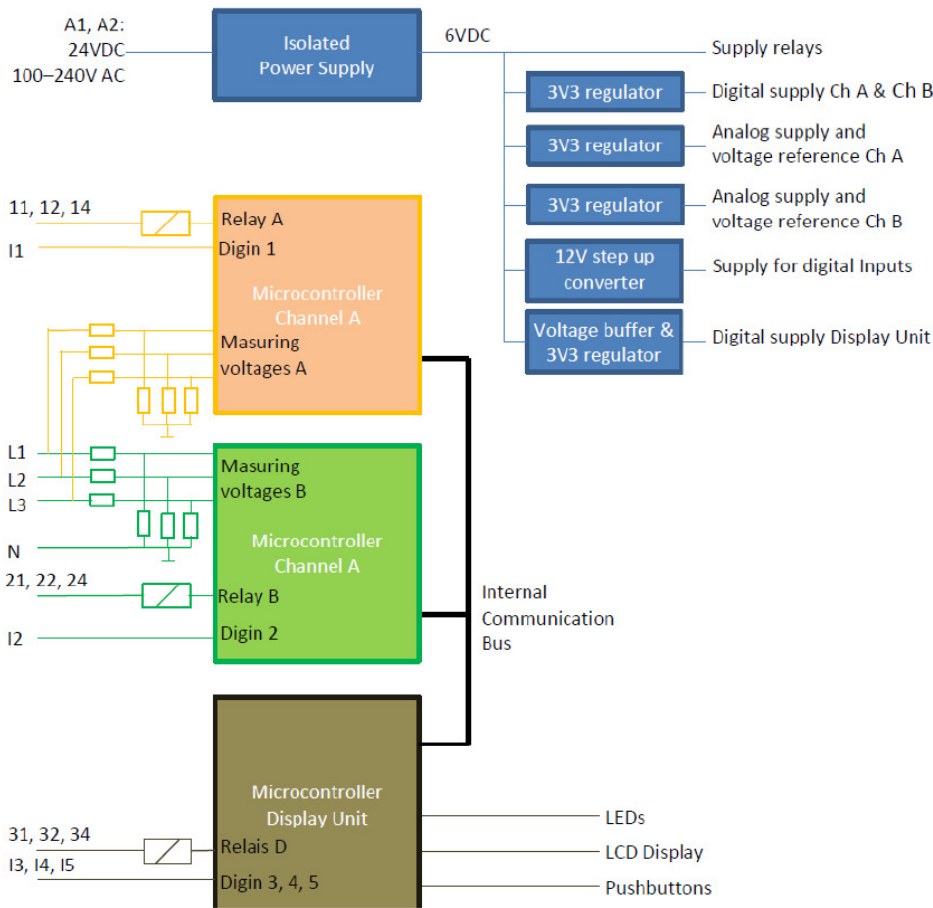 A1, A2:
24VDC
100–240V AC
Isolated
Power Supply
6VDC
Supply relays
3V3 regulator
Digital supply Ch A & Ch B
3V3 regulator
Analog supply and
voltage reference Ch A
3V3 regulator
Analog supply and
voltage reference Ch B
12V step up
converter
Supply for digital Inputs
Voltage buffer &
3V3 regulator
Digital supply Display Unit
11, 12, 14
I1
Relay A
Digin 1
Microcontroller
Channel A
Masuring
voltages A
L1
L2
L3
N
21, 22, 24
I2
Masuring
voltages B
Microcontroller
Channel A
Relay B
Digin 2
Internal
Communication
Bus
Microcontroller
Display Unit
31, 32, 34
I3, I4, I5
Relais D
Digin 3, 4, 5
LEDs
LCD Display
Pushbuttons